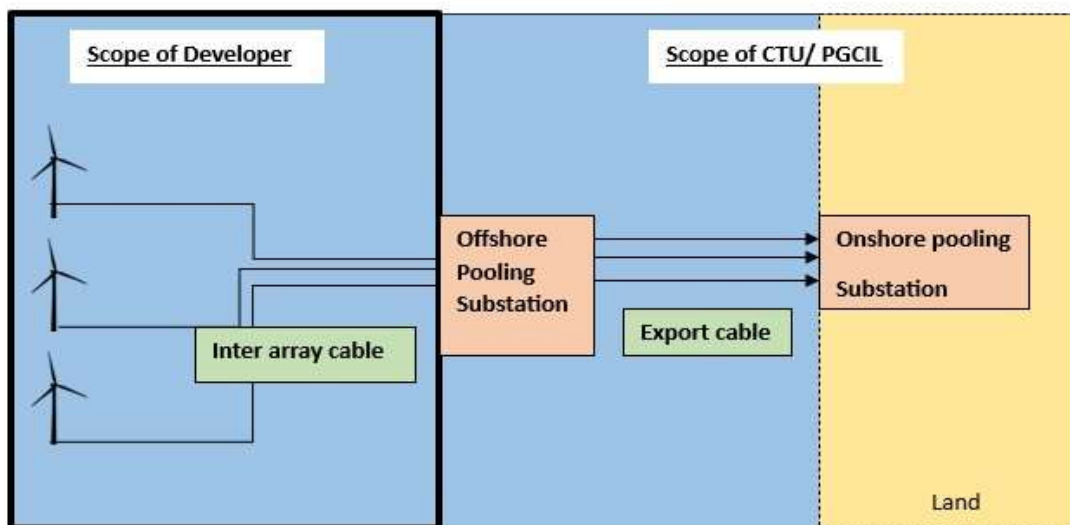 Scope of Developer
Scope of CTU/ PGCIL
Offshore
Pooling
Substation
Onshore pooling
Substation
Inter array cable
Export cable
Land